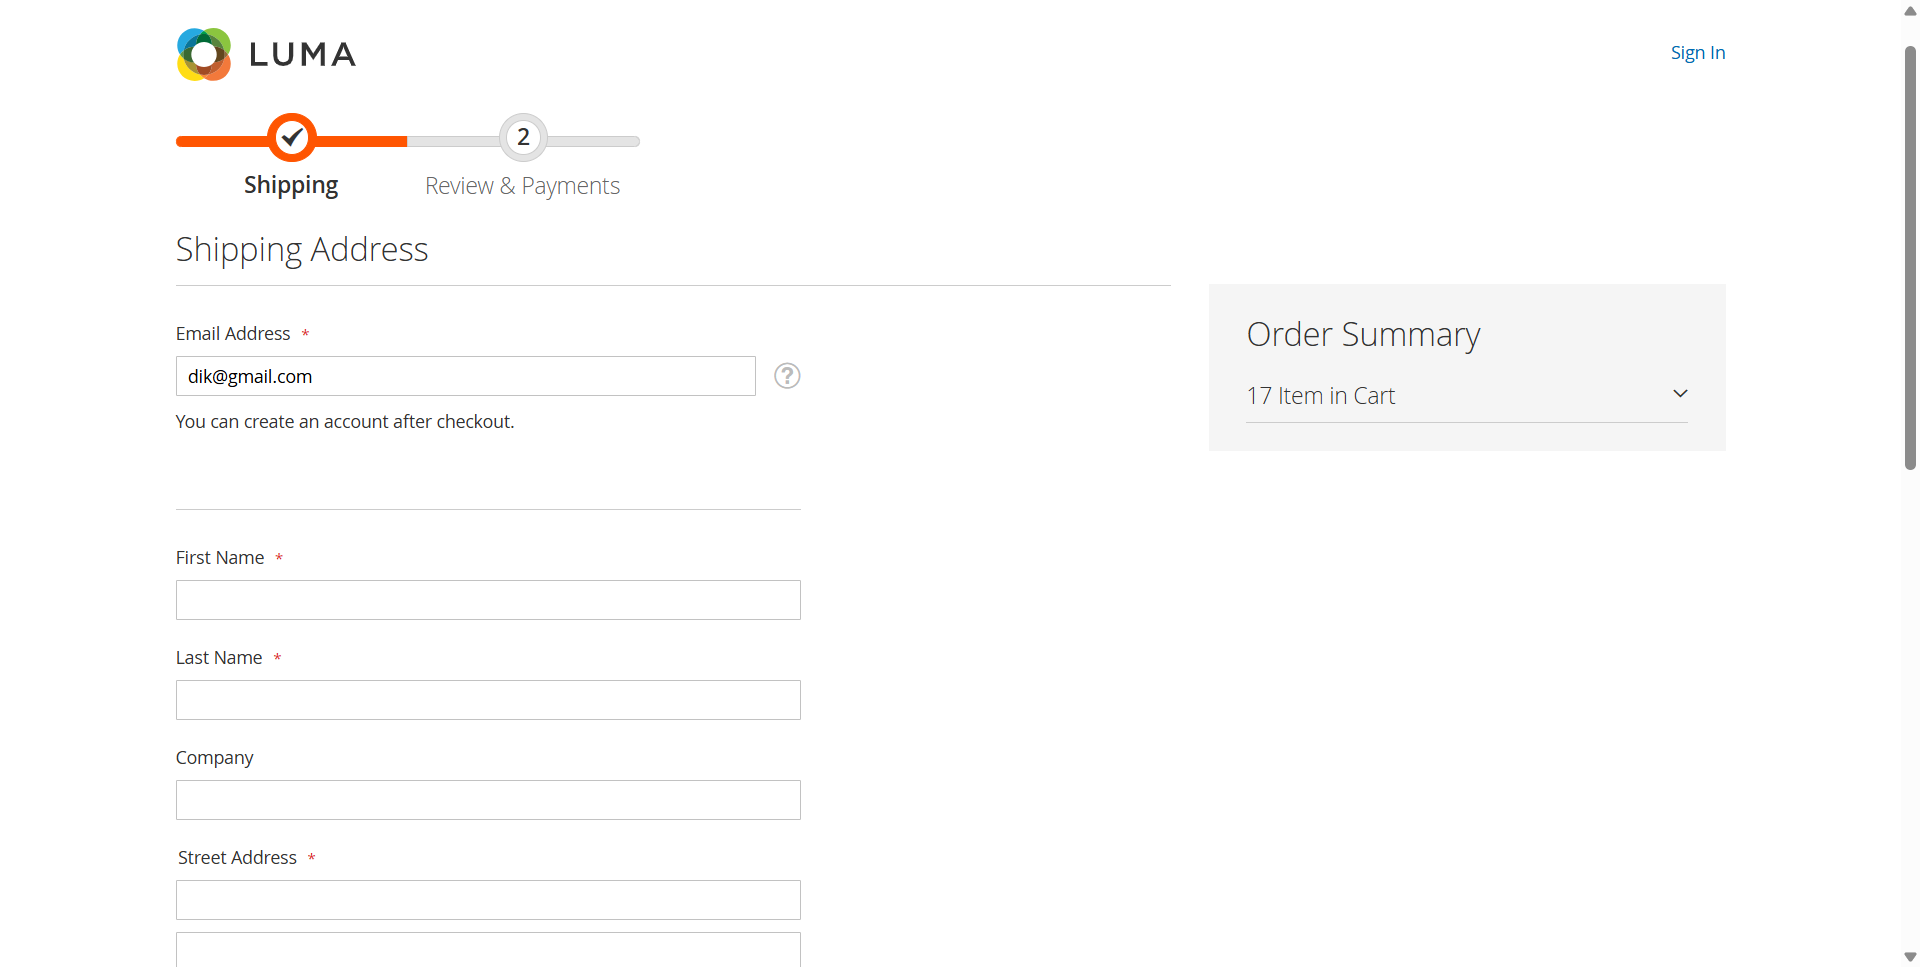 LUMA
Sign In
2
Shipping
Review & Payments
Shipping Address
Email Address *
dik@gmail.com
?
You can create an account after checkout.
Order Summary
17 Item in Cart
First Name *
Last Name *
Company
Street Address *